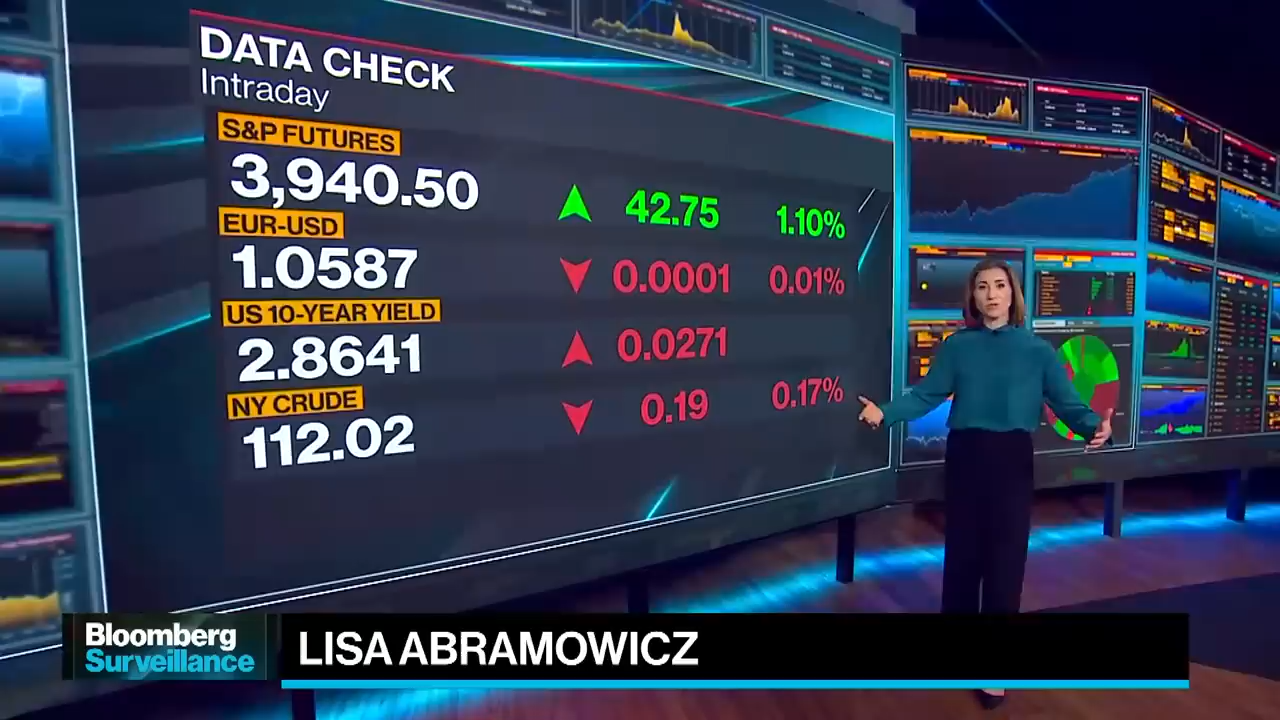 DATA CHECK
Intraday
S&P FUTURES
3,940.50 42.75 1.10%
EUR-USD
1.0587 0.0001 0.01%
US 10-YEAR YIELD
2.8641 0.0271
NY CRUDE
112.02 0.19 0.17%
Bloomberg
Surveillance
LISA ABRAMOWICZ